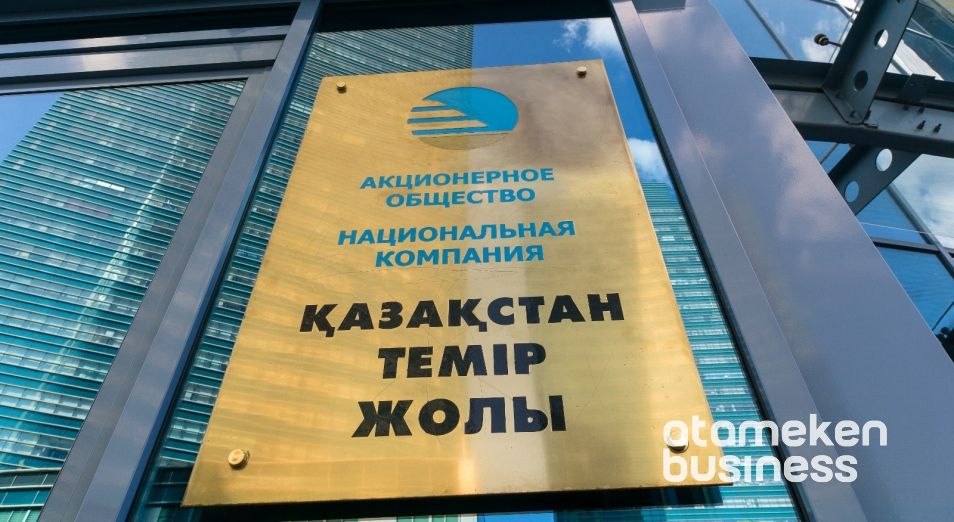 АКЦИОНЕРНОЕ
ОБЩЕСТВО
НАЦИОНАЛЬНАЯ
КОМПАНИЯ
ҚАЗАҚСТАН
ТЕМІР
ЖОЛЫ
atameken
business